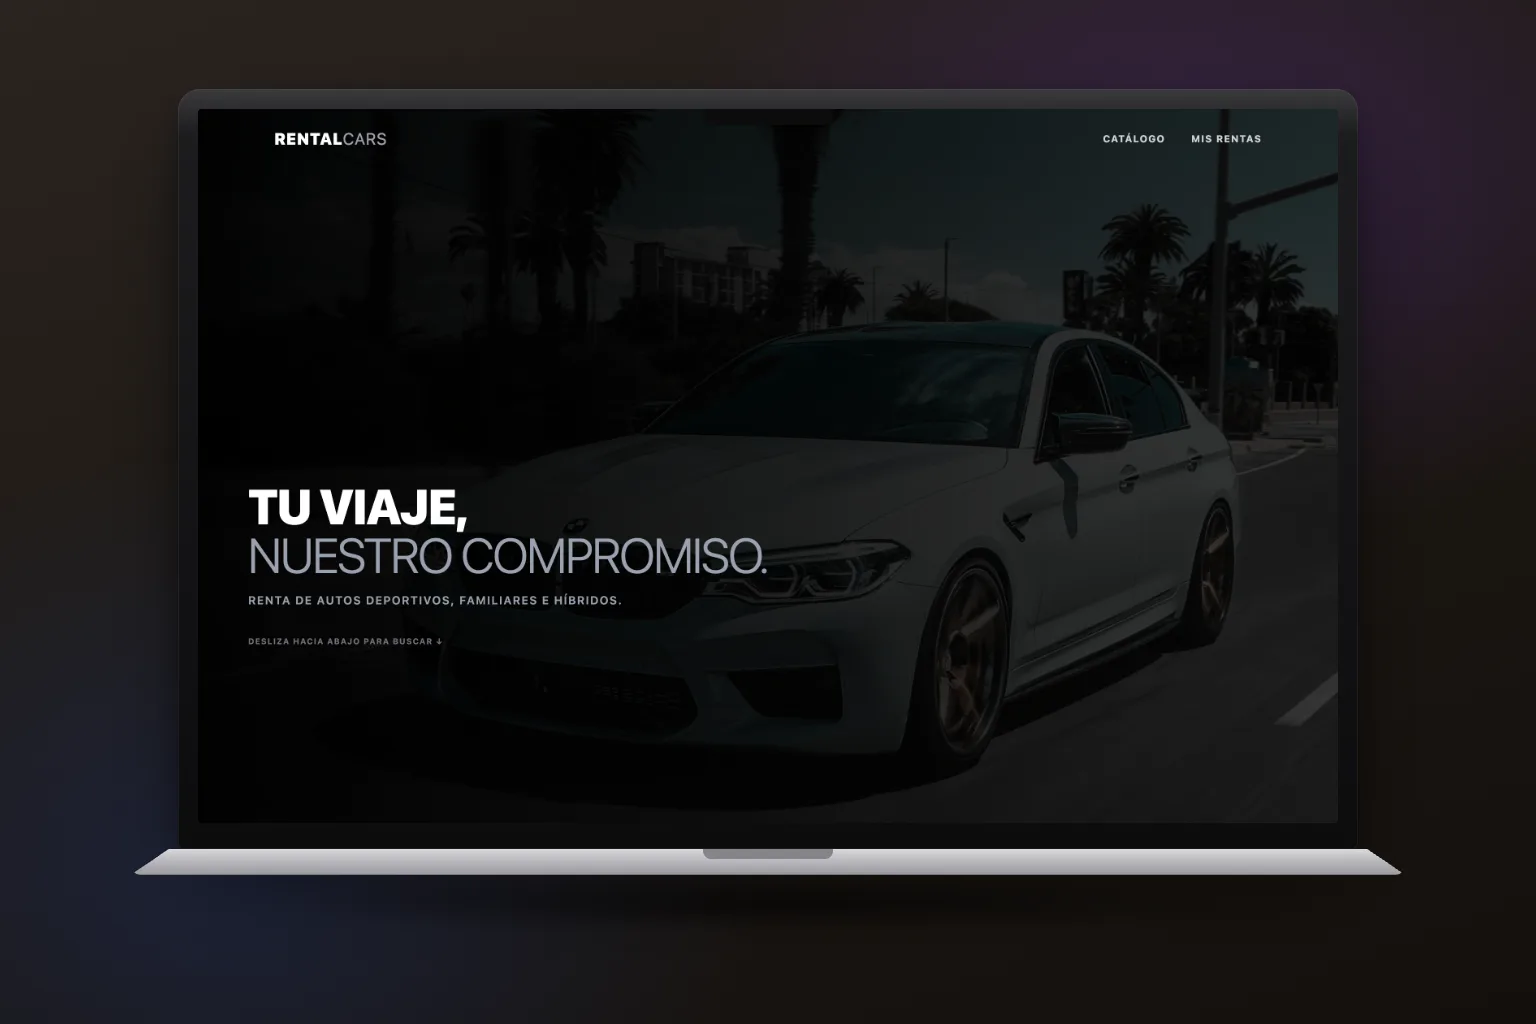 RENTALCARS
CATÁLOGO MIS RENTAS
TU VIAJE,
NUESTRO COMPROMISO.
RENTA DE AUTOS DEPORTIVOS, FAMILIARES E HÍBRIDOS.
DESLIZA HACIA ABAJO PARA BUSCAR ↓